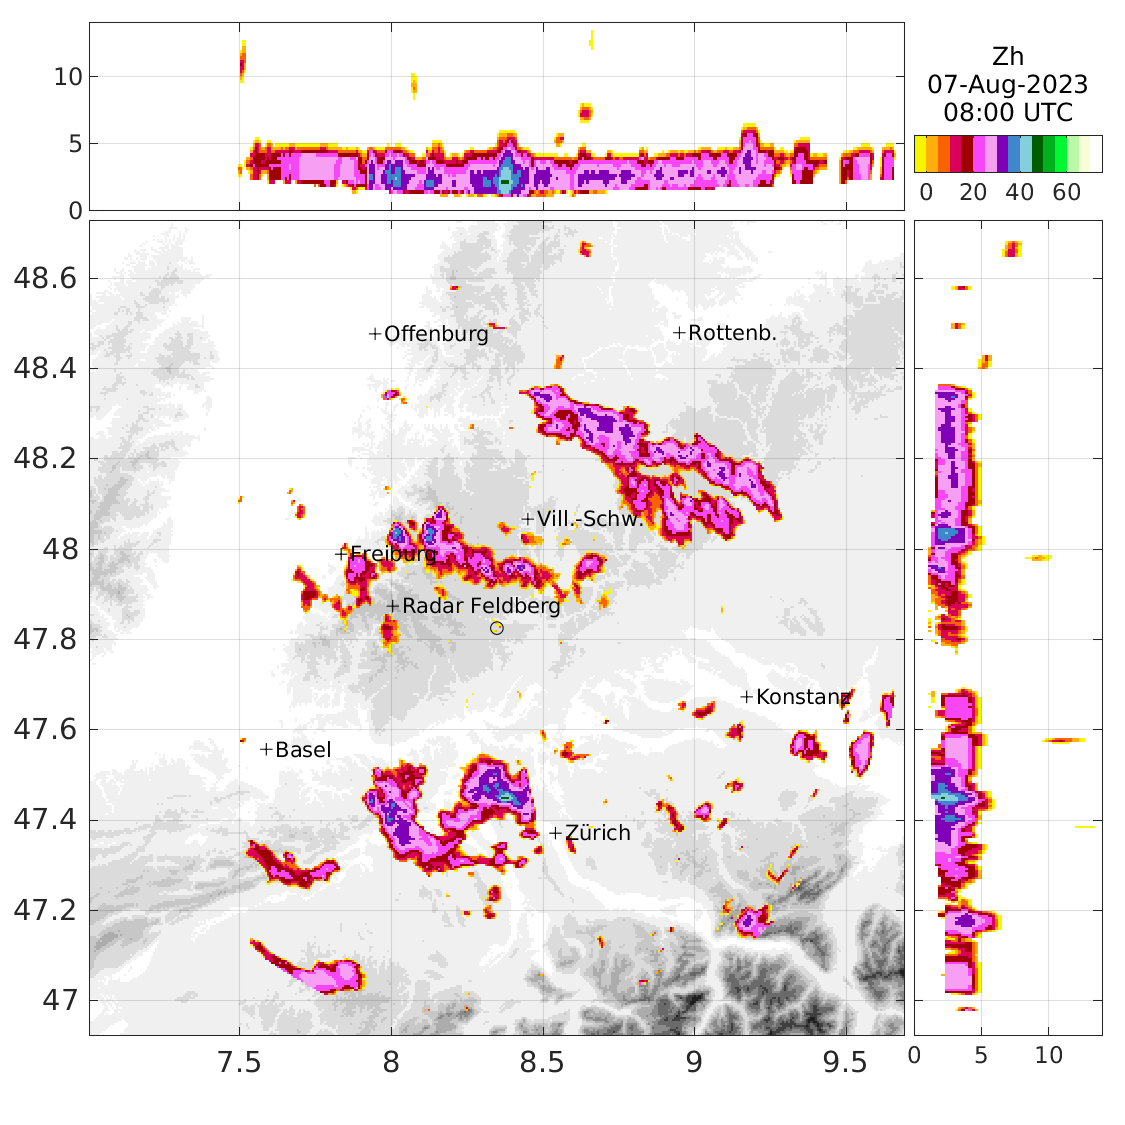 Zh
07-Aug-2023
08:00 UTC
0 20 40 60
10
5
0
48.6
48.4
48.2
48
47.8
47.6
47.4
47.2
47
+Offenburg
+Rottenb.
+Vill.-Schw.
+Freiburg
+Radar Feldberg
+Konstanz
+Basel
+Zürich
7.5 8 8.5 9 9.5
0 5 10